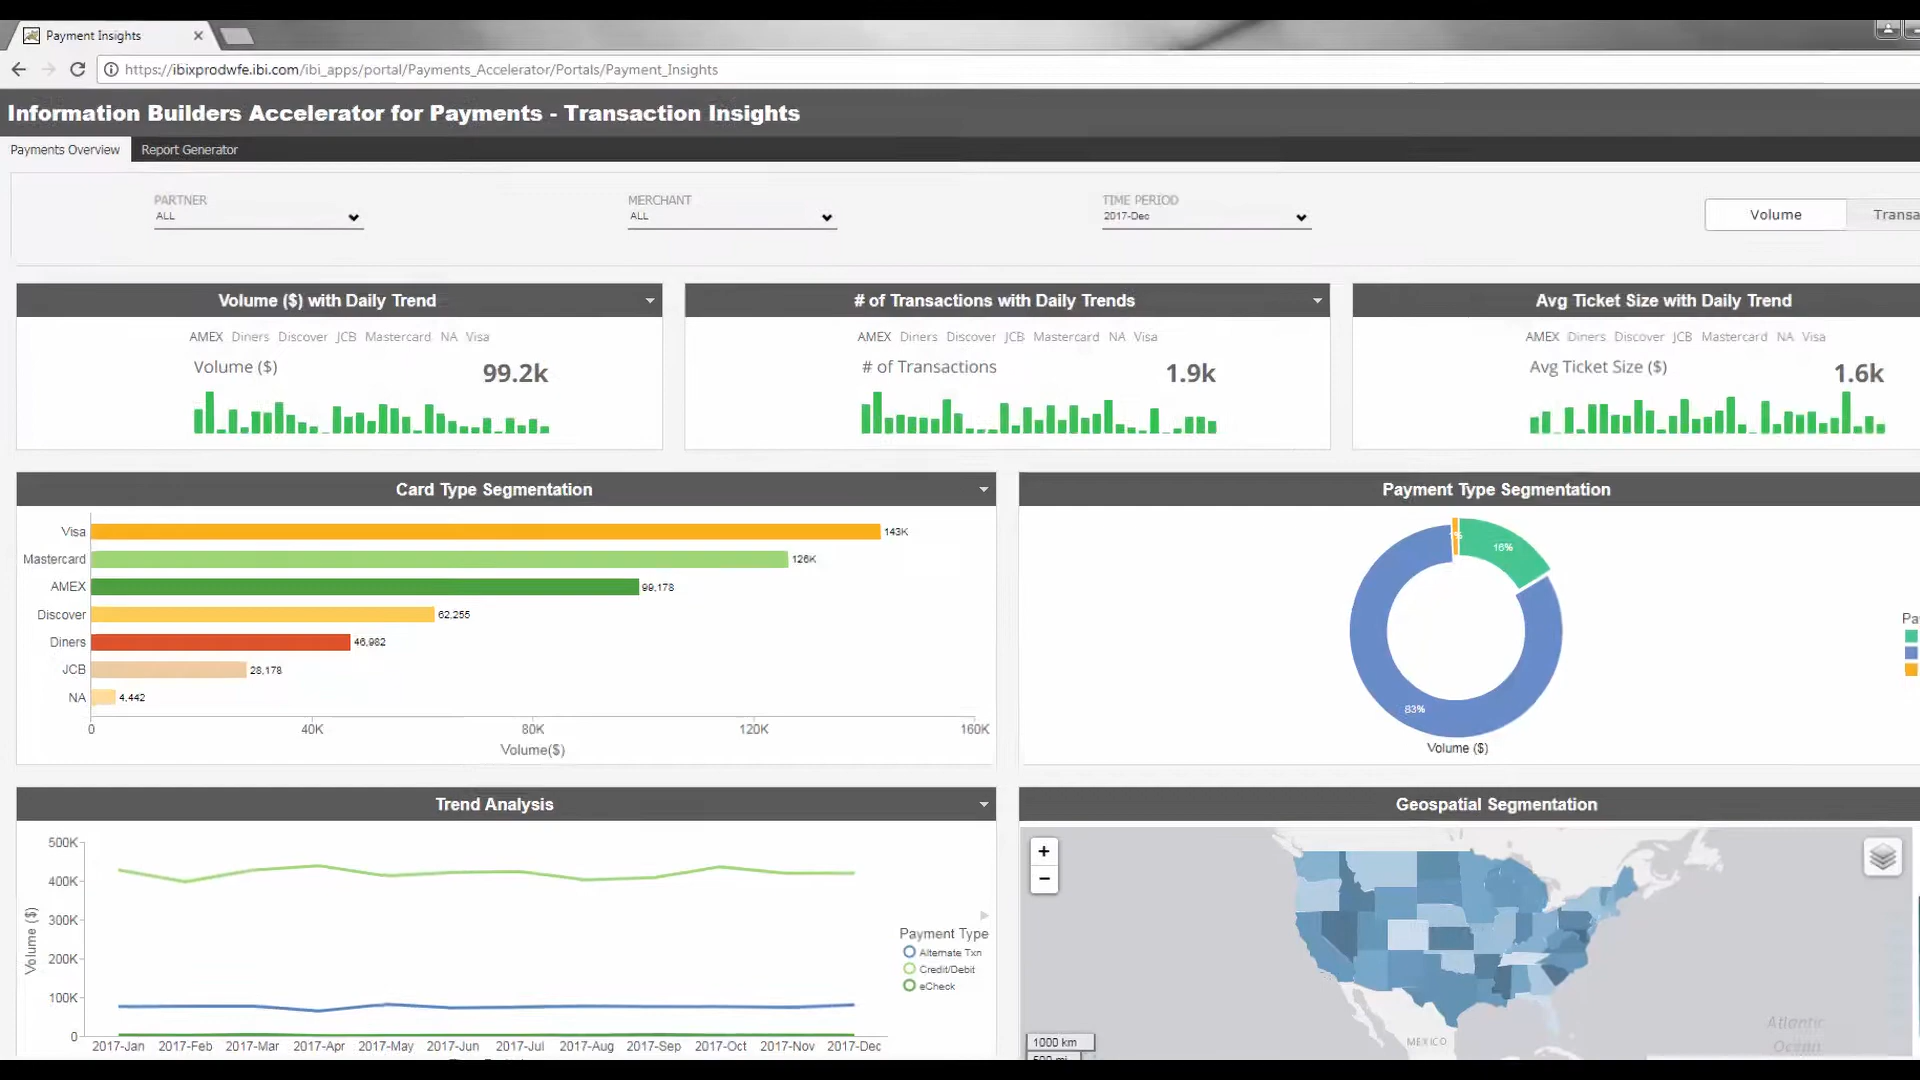 Payment Insights
https://ibixprodwfe.ibi.com/ibi_apps/portal/Payments_Accelerator/Portals/Payment_Insights
Information Builders Accelerator for Payments - Transaction Insights
Payments Overview Report Generator
PARTNER MERCHANT TIME PERIOD
ALL ALL 2017-Dec
Volume Transa
Volume ($) with Daily Trend # of Transactions with Daily Trends Avg Ticket Size with Daily Trend
AMEX Diners Discover JCB Mastercard NA Visa AMEX Diners Discover JCB Mastercard NA Visa AMEX Diners Discover JCB Mastercard NA Visa
Volume ($) 99.2k # of Transactions 1.9k Avg Ticket Size ($) 1.6k
Card Type Segmentation
Visa 143K
Mastercard 126K
AMEX 99,178
Discover 62,255
Diners 46,982
JCB 28,178
NA 4,442
0 40K 80K 120K 160K
Volume($)
Payment Type Segmentation
1% 16%
83%
Volume ($)
Pa
Trend Analysis
500K
400K
300K
200K
100K
0
Volume ($)
2017-Jan 2017-Feb 2017-Mar 2017-Apr 2017-May 2017-Jun 2017-Jul 2017-Aug 2017-Sep 2017-Oct 2017-Nov 2017-Dec
Payment Type
Alternate Txn
Credit/Debit
eCheck
Geospatial Segmentation
+
−
1000 km
500 mi
MEXICO
Atlantic
Ocean